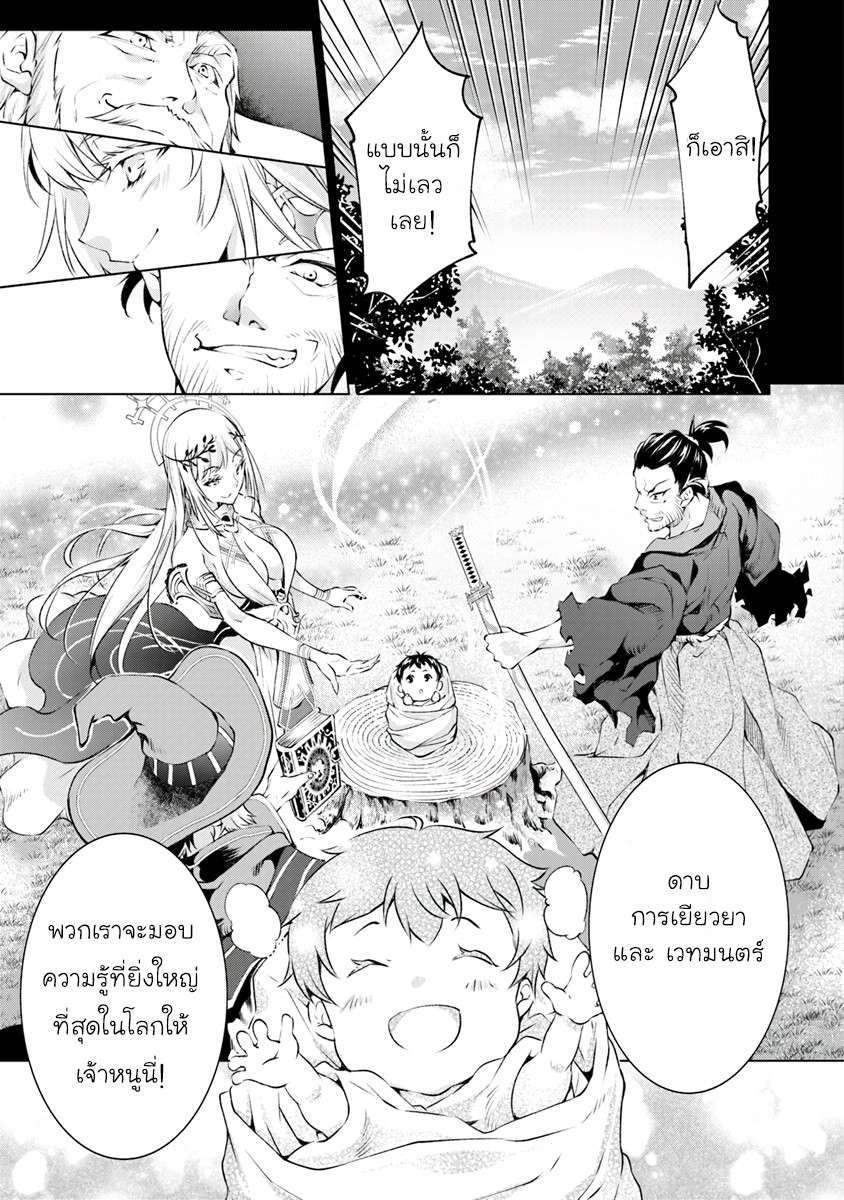 ก็เอาสิ!
แบบนั้นก็
ไม่เลว
เลย!
ดาบ
การเยียวยา
และ เวทมนตร์
พวกเราจะมอบ
ความรู้ที่ยิ่งใหญ่
ที่สุดในโลกให้
เจ้าหนูนี่!